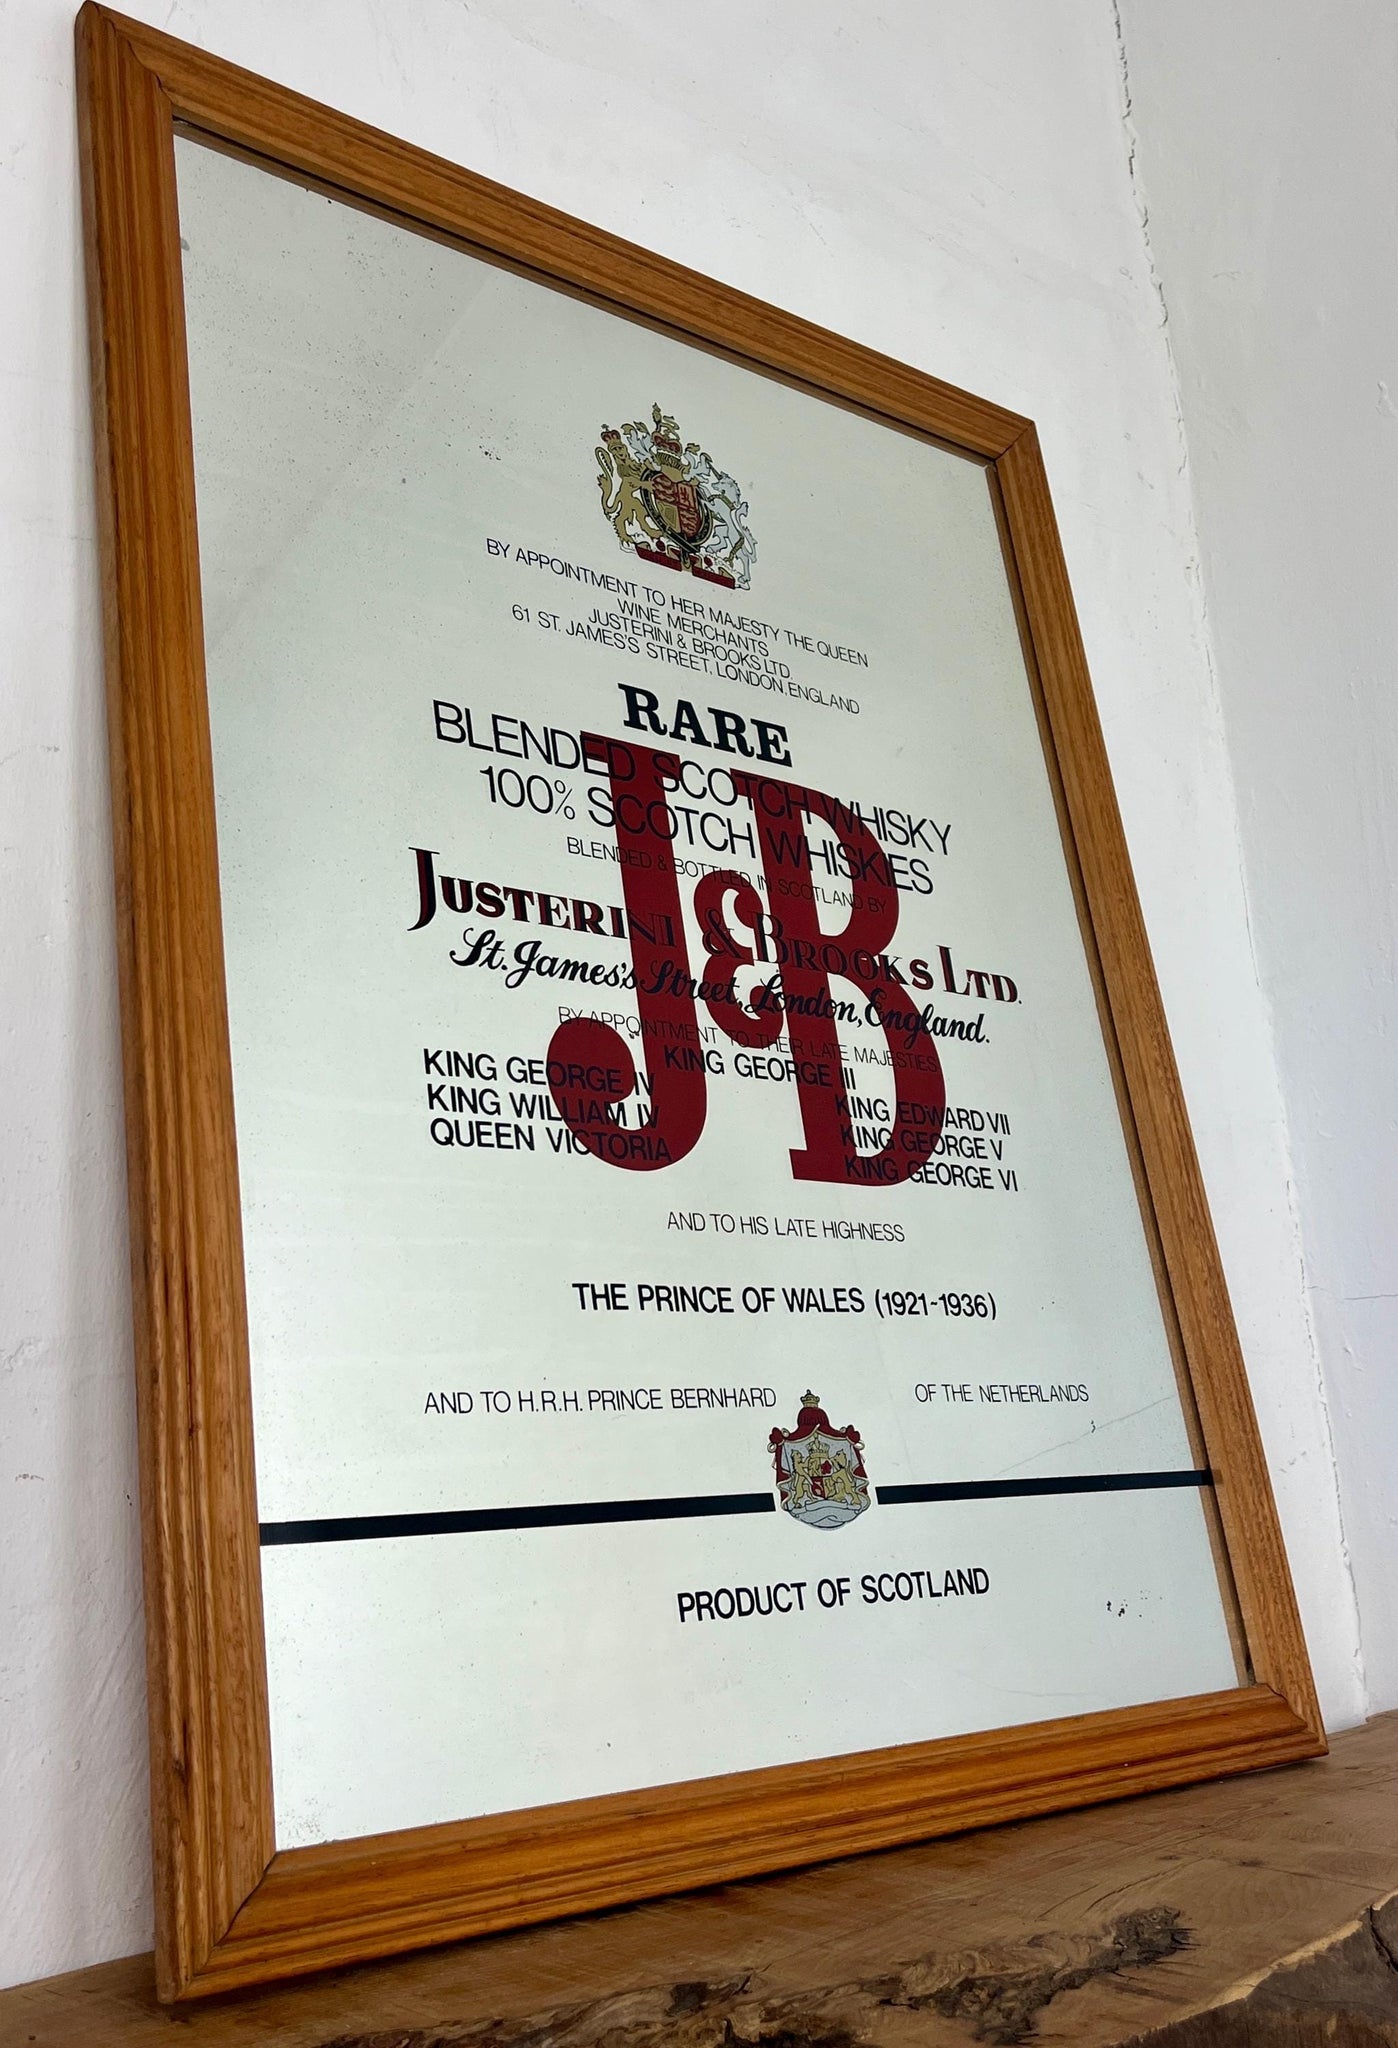 BY APPOINTMENT TO HER MAJESTY THE QUEEN
WINE MERCHANTS
JUSTERINI & BROOKS LTD.
61 ST. JAMES'S STREET, LONDON, ENGLAND
RARE
J&B
BLENDED SCOTCH WHISKY
100% SCOTCH WHISKIES
BLENDED & BOTTLED IN SCOTLAND BY
JUSTERINI & BROOKS LTD.
St. James's Street, London, England.
BY APPOINTMENT TO THEIR LATE MAJESTIES
KING GEORGE III
KING GEORGE IV
KING WILLIAM IV
QUEEN VICTORIA
KING EDWARD VII
KING GEORGE V
KING GEORGE VI
AND TO HIS LATE HIGHNESS
THE PRINCE OF WALES (1921-1936)
AND TO H.R.H. PRINCE BERNHARD OF THE NETHERLANDS
PRODUCT OF SCOTLAND